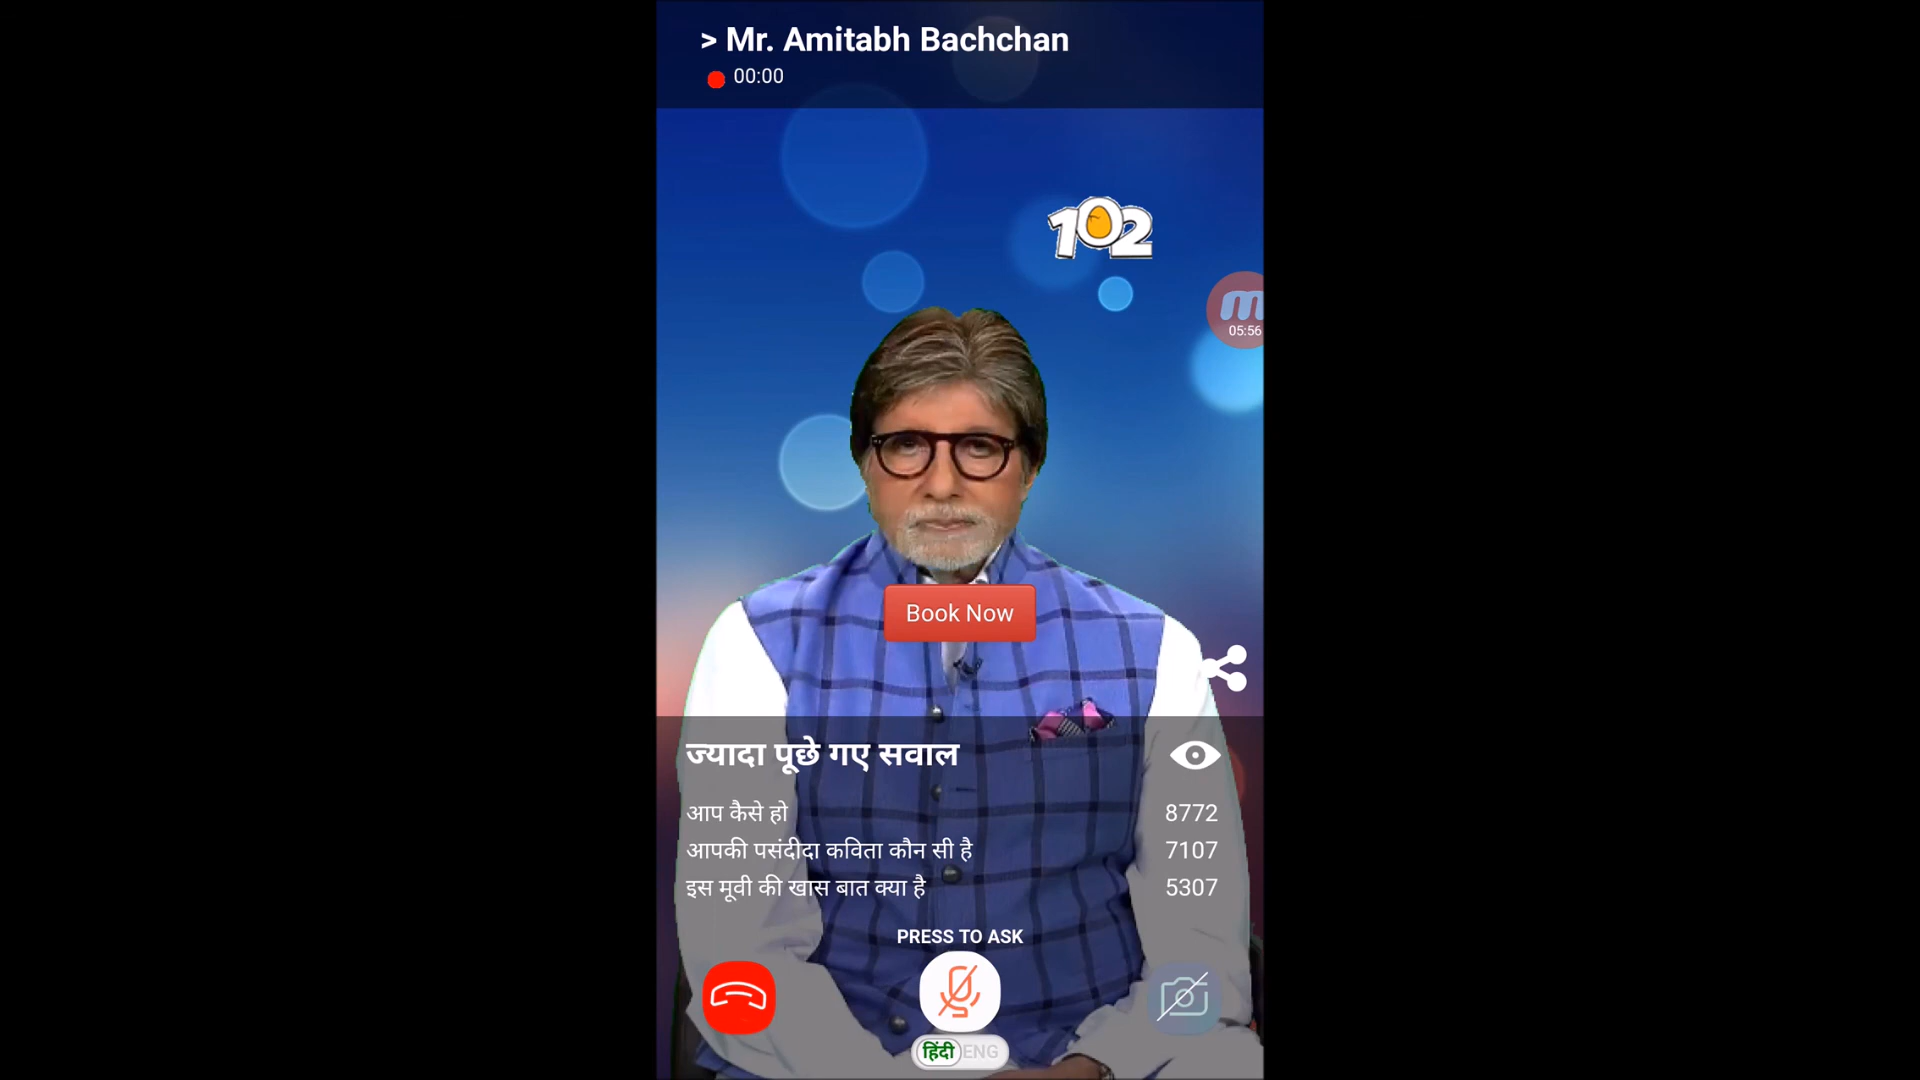 > Mr. Amitabh Bachchan
00:00
102
m
05:56
Book Now
ज्यादा पूछे गए सवाल
आप कैसे हो 8772
आपकी पसंदीदा कविता कौन सी है 7107
इस मूवी की खास बात क्या है 5307
PRESS TO ASK
हिंदी ENG